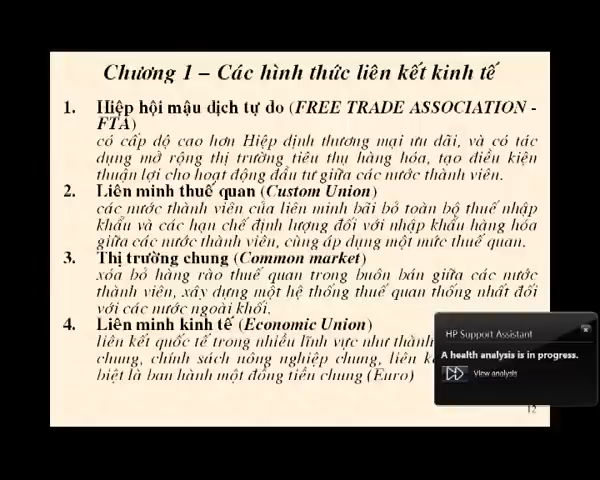 Chương 1 – Các hình thức liên kết kinh tế
1. Hiệp hội mậu dịch tự do (FREE TRADE ASSOCIATION -
FTA)
có cấp độ cao hơn Hiệp định thương mại ưu dãi, và có tác
dụng mở rộng thị trường tiêu thụ hàng hóa, tạo điều kiện
thuận lợi cho hoạt động đầu tư giữa các nước thành viên.
2. Liên minh thuế quan (Custom Union)
các nước thành viên của liên minh bãi bỏ toàn bộ thuế nhập
khẩu và các hạn chế định lượng đối với nhập khẩu hàng hóa
giữa các nước thành viên, cùng áp dụng một mức thuế quan.
3. Thị trường chung (Common market)
xóa bỏ hàng rào thuế quan trong buôn bán giữa các nước
thành viên, xây dựng một hệ thống thuế quan thống nhất đối
với các nước ngoài khối.
4. Liên minh kinh tế (Economic Union)
liên kết quốc tế trong nhiều lĩnh vực như thành
chung, chính sách nông nghiệp chung, liên
biệt là ban hành một đồng tiền chung (Euro)
12
HP Support Assistant
A health analysis is in progress.
View analysis